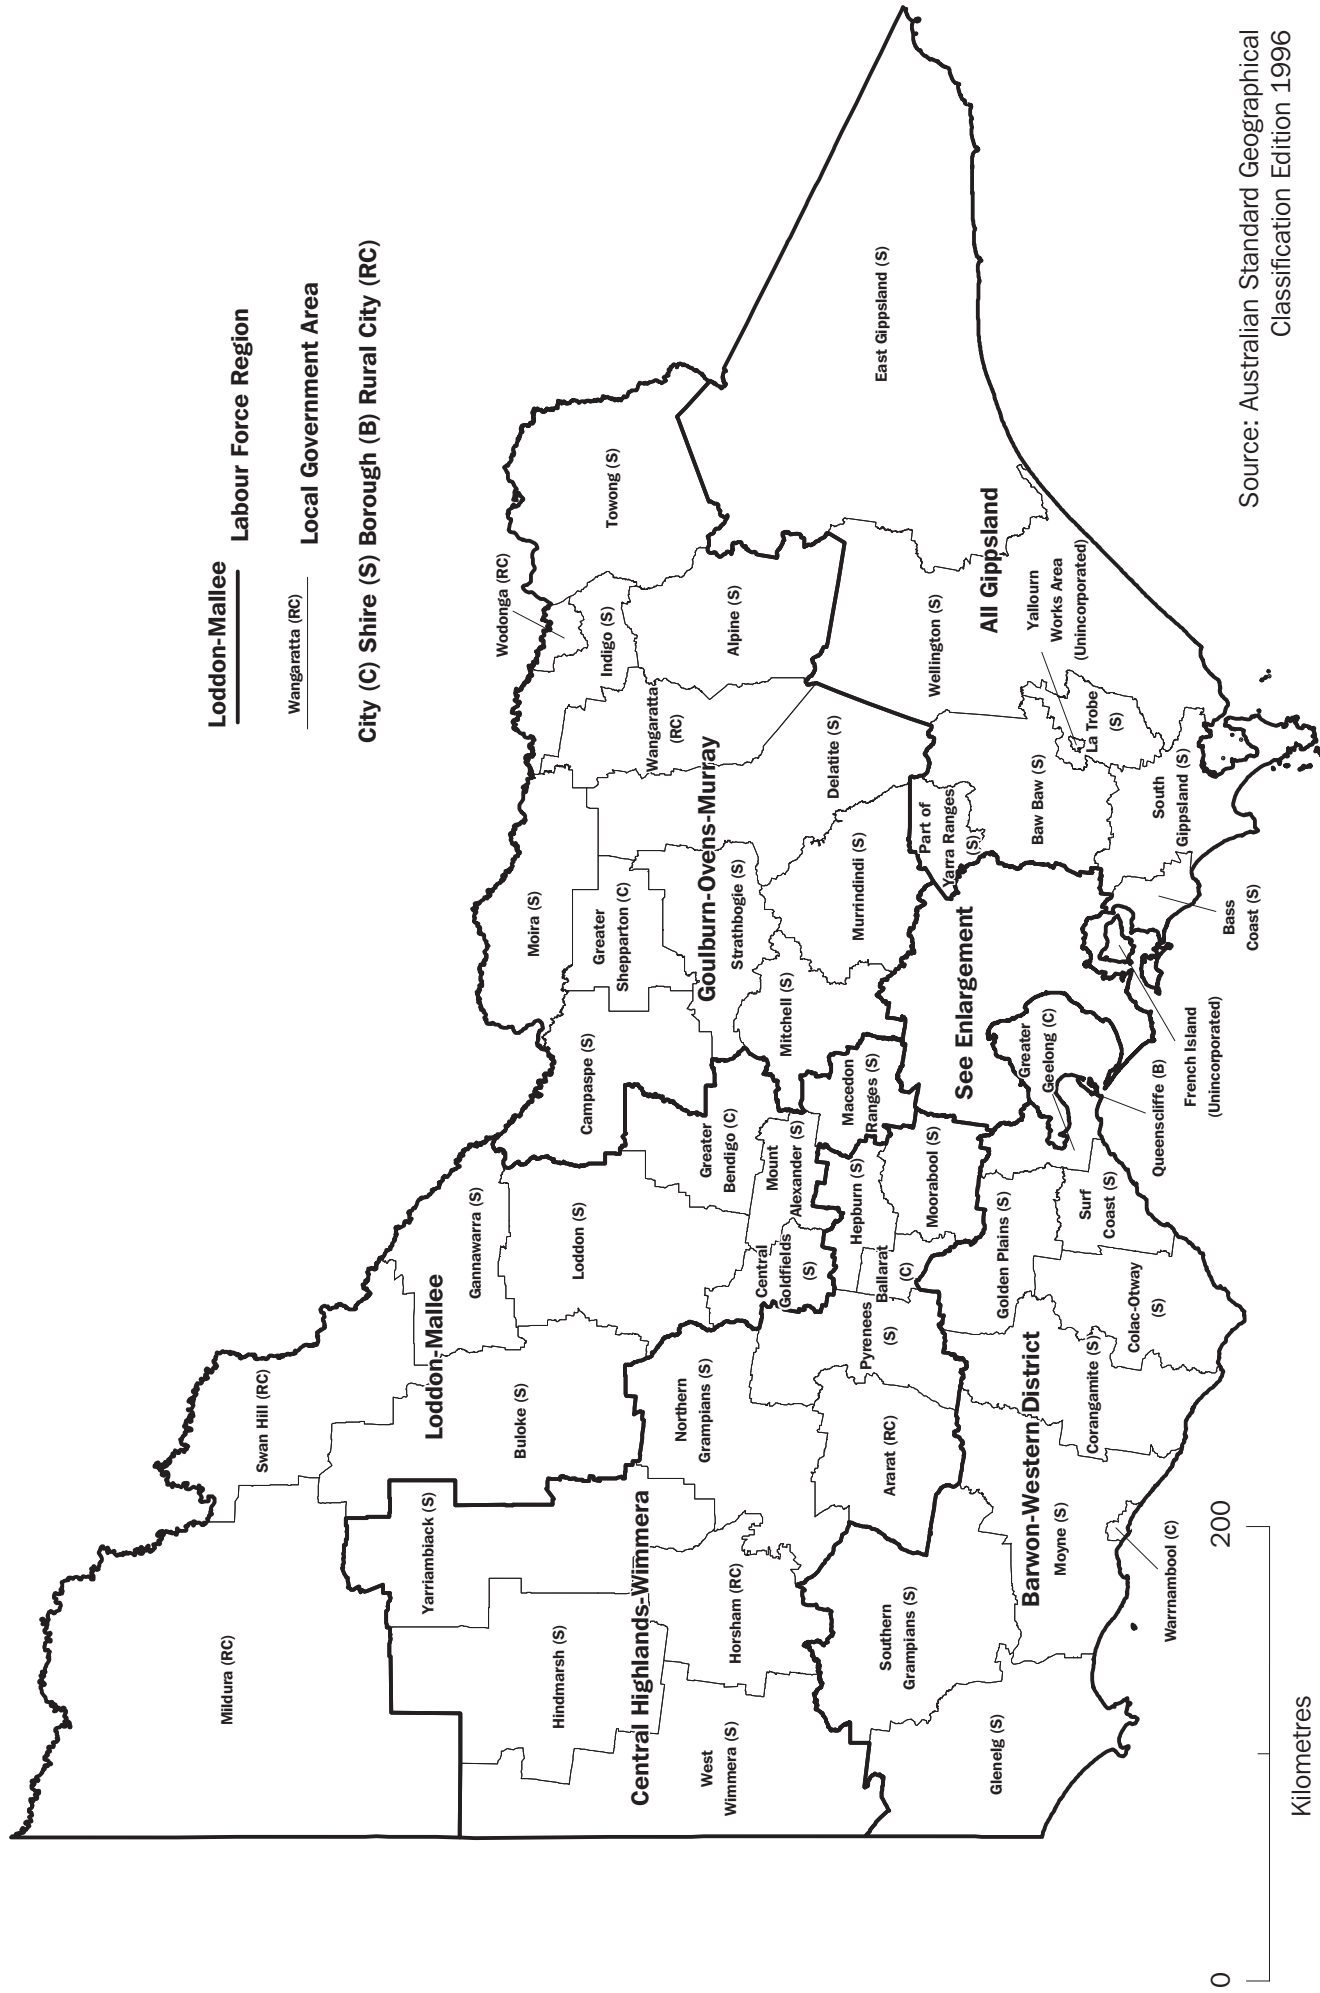 Loddon-Mallee
Labour Force Region
Wangaratta (RC)
Local Government Area
City (C) Shire (S) Borough (B) Rural City (RC)
Mildura (RC)
Swan Hill (RC)
Loddon-Mallee
Gannawarra (S)
Buloke (S)
Loddon (S)
Yarriambiack (S)
Hindmarsh (S)
Central Highlands-Wimmera
West
Wimmera (S)
Horsham (RC)
Northern
Grampians (S)
Central
Goldfields
(S)
Mount
Alexander (S)
Greater
Bendigo (C)
Campaspe (S)
Moira (S)
Greater
Shepparton (C)
Goulburn-Ovens-Murray
Strathbogie (S)
Mitchell (S)
Murrindindi (S)
Delatite (S)
Wangaratta
(RC)
Wodonga (RC)
Indigo (S)
Towong (S)
Alpine (S)
Macedon
Ranges (S)
Hepburn (S)
Ballarat
(C)
Moorabool (S)
Pyrenees
(S)
Ararat (RC)
Southern
Grampians (S)
Glenelg (S)
Barwon-Western District
Moyne (S)
Warrnambool (C)
Corangamite (S)
Colac-Otway
(S)
Golden Plains (S)
Surf
Coast (S)
Greater
Geelong (C)
Queenscliffe (B)
French Island
(Unincorporated)
See Enlargement
Part of
Yarra Ranges
(S)
Bass
Coast (S)
South
Gippsland (S)
Baw Baw (S)
La Trobe
(S)
Yallourn
Works Area
(Unincorporated)
All Gippsland
Wellington (S)
East Gippsland (S)
0
200
Kilometres
Source: Australian Standard Geographical
Classification Edition 1996